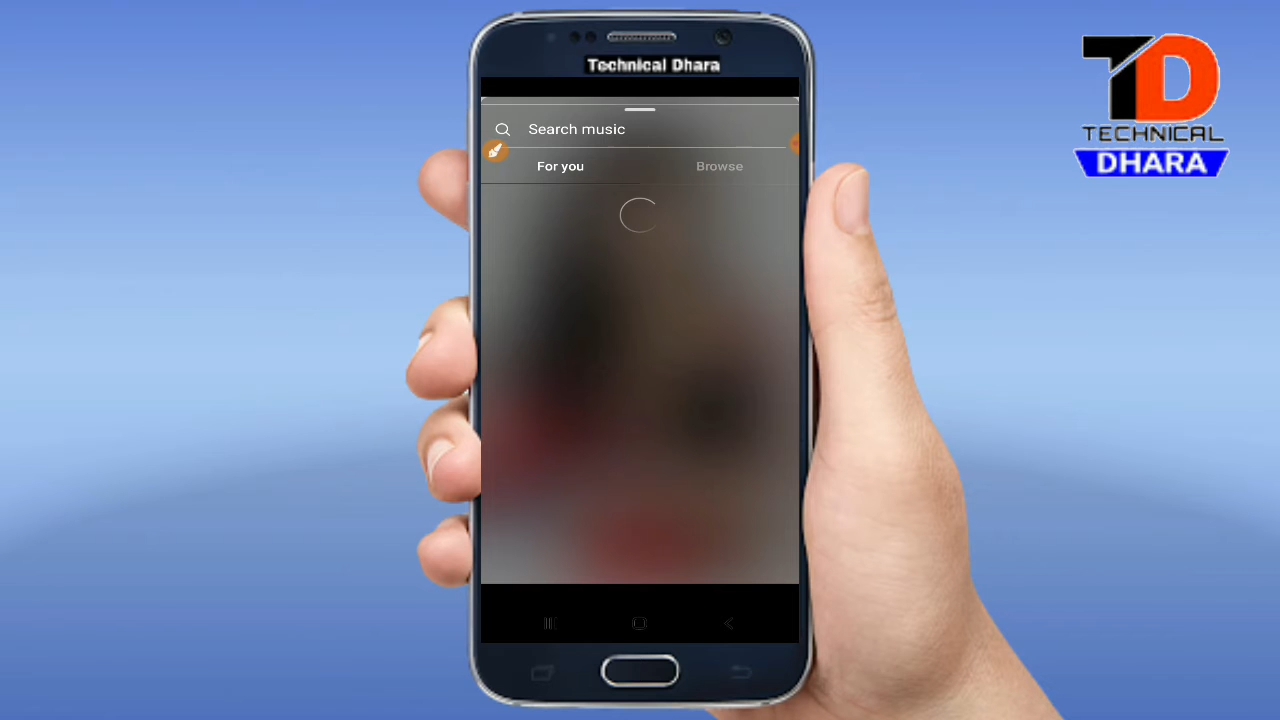 Technical Dhara
Search music
For you
Browse
TD
TECHNICAL
DHARA